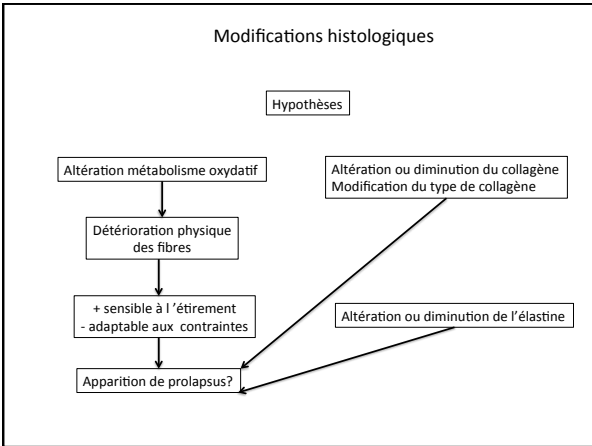 Modifications histologiques
Hypothèses
Altération métabolisme oxydatif
Détérioration physique
des fibres
+ sensible à l 'étirement
- adaptable aux contraintes
Apparition de prolapsus?
Altération ou diminution du collagène
Modification du type de collagène
Altération ou diminution de l'élastine